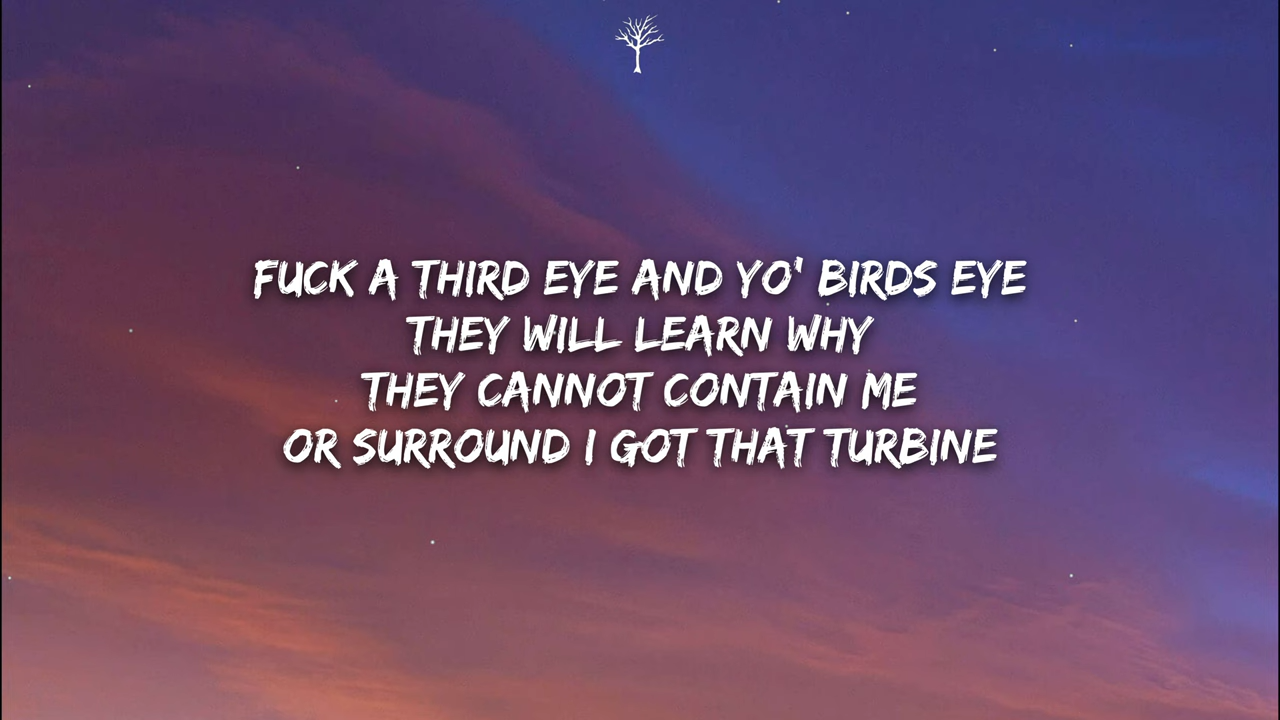 FUCK A THIRD EYE AND YO' BIRDS EYE
THEY WILL LEARN WHY
THEY CANNOT CONTAIN ME
OR SURROUND I GOT THAT TURBINE